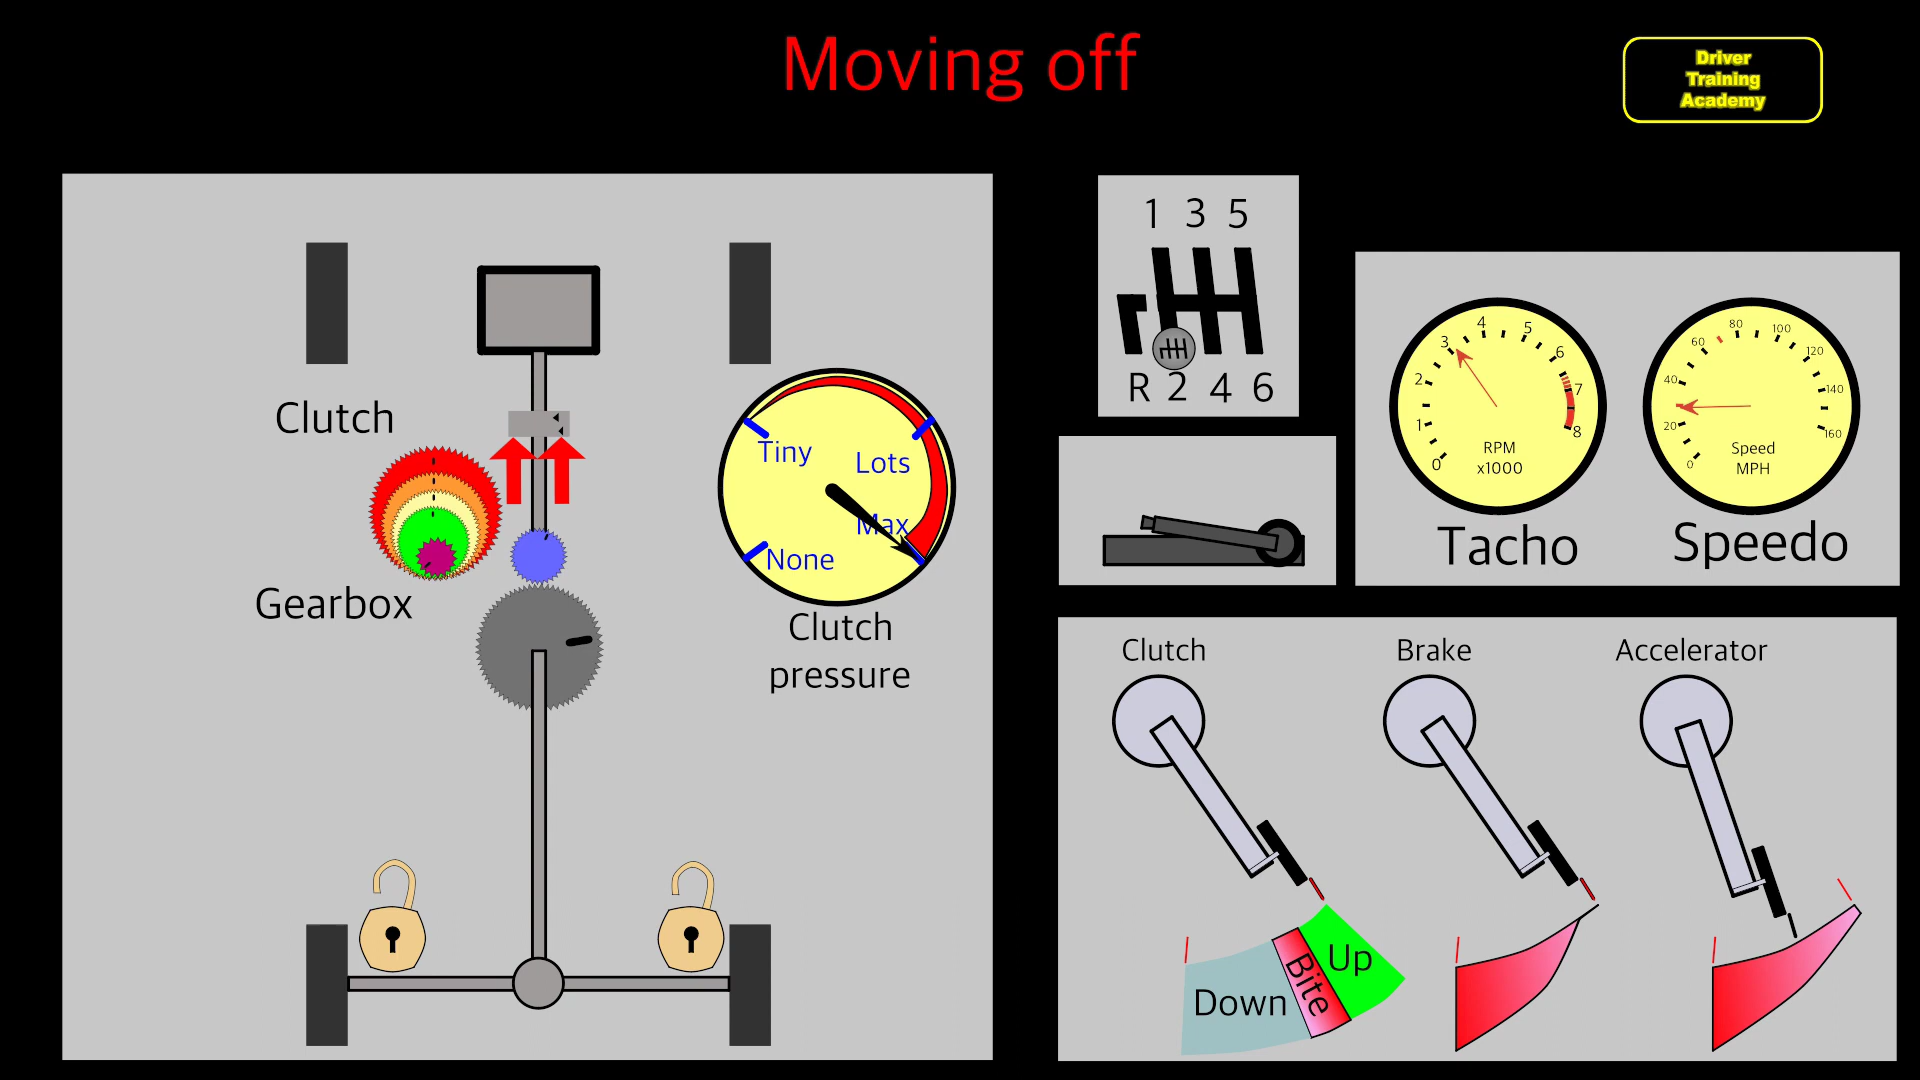 Moving off
Driver
Training
Academy
1 3 5
R 2 4 6
Clutch
Gearbox
Tiny
Lots
Max
None
Clutch
pressure
0
1
2
3
4
5
6
7
8
RPM
x1000
Tacho
0
20
40
60
80
100
120
140
160
Speed
MPH
Speedo
Clutch
Brake
Accelerator
Down
Bite
Up